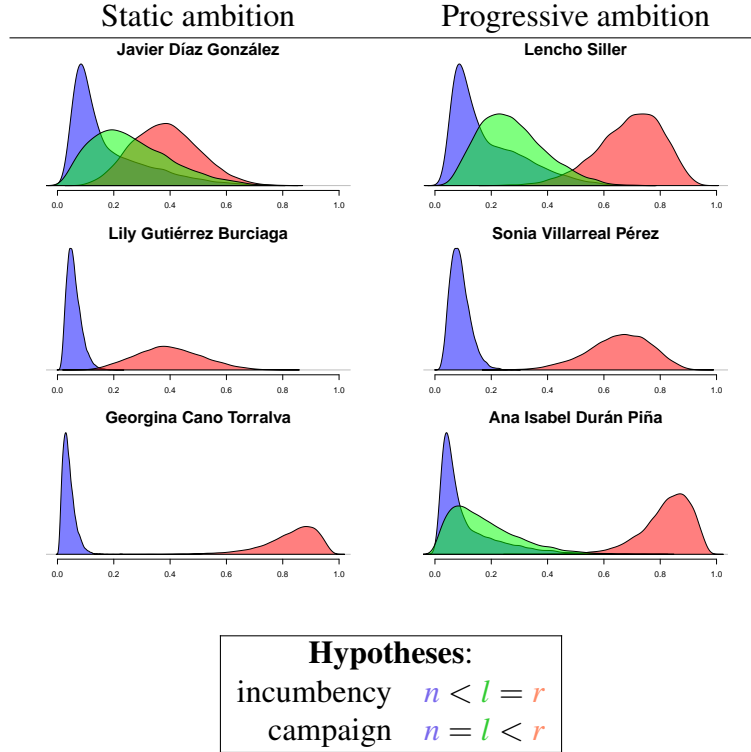 Static ambition Progressive ambition
Javier Díaz González Lencho Siller
0.0 0.2 0.4 0.6 0.8 1.0 0.0 0.2 0.4 0.6 0.8 1.0
Lily Gutiérrez Burciaga Sonia Villarreal Pérez
0.0 0.2 0.4 0.6 0.8 1.0 0.0 0.2 0.4 0.6 0.8 1.0
Georgina Cano Torralva Ana Isabel Durán Piña
0.0 0.2 0.4 0.6 0.8 1.0 0.0 0.2 0.4 0.6 0.8 1.0
Hypotheses:
incumbency n < l = r
campaign n = l < r